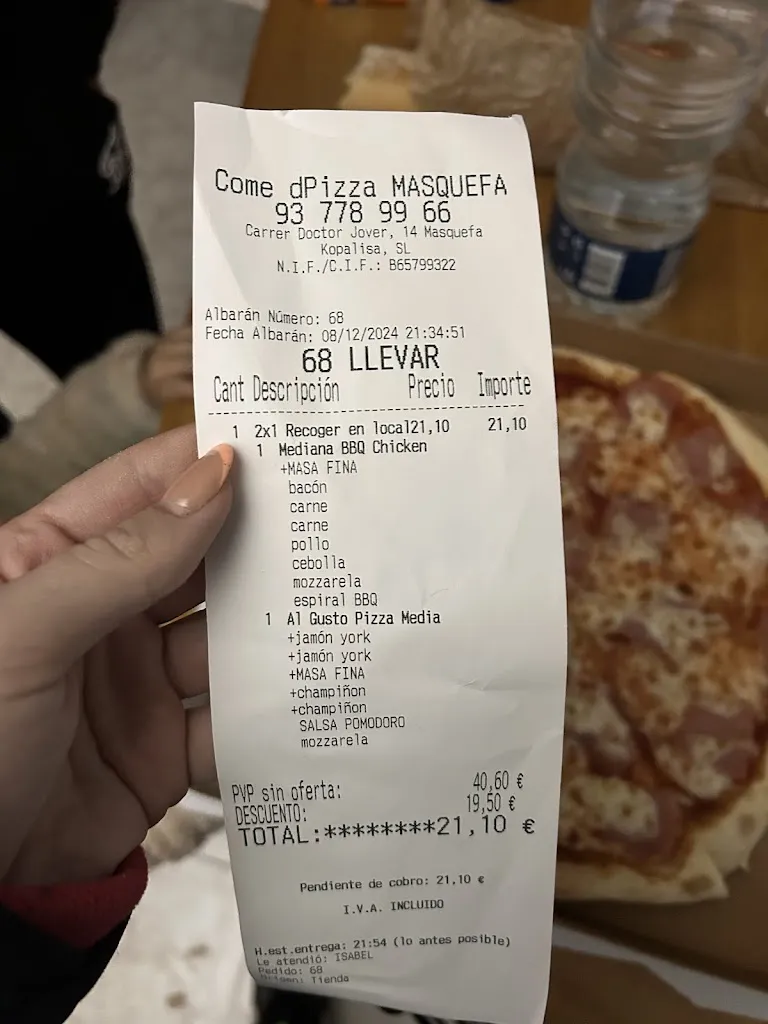 Come dPizza MASQUEFA
93 778 99 66
Carrer Doctor Jover, 14 Masquefa
Kopalisa, SL
N.I.F./C.I.F.: B65799322
Albarán Número: 68
Fecha Albarán: 08/12/2024 21:34:51
68 LLEVAR
Cant Descripción Precio Importe
1 2x1 Recoger en local21,10 21,10
1 Mediana BBQ Chicken
+MASA FINA
bacón
carne
carne
pollo
cebolla
mozzarela
espiral BBQ
1 Al Gusto Pizza Media
+jamón york
+jamón york
+MASA FINA
+champiñon
+champiñon
SALSA POMODORO
mozzarela
PVP sin oferta: 40,60 €
DESCUENTO: 19,50 €
TOTAL:********21,10 €
Pendiente de cobro: 21,10 €
I.V.A. INCLUIDO
H.est.entrega: 21:54 (lo antes posible)
Le atendió: ISABEL
Pedido: 68
Origen: Tienda